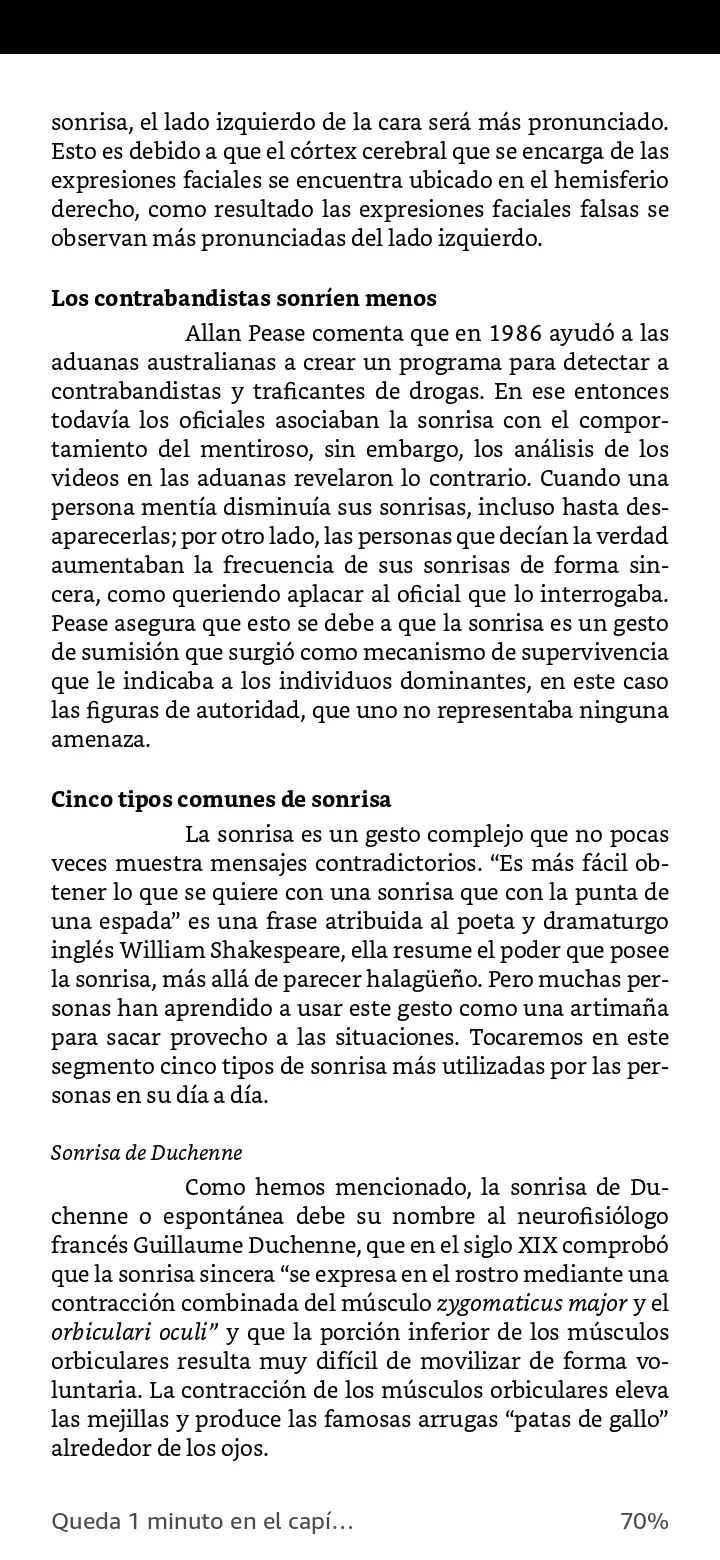 sonrisa, el lado izquierdo de la cara será más pronunciado.
Esto es debido a que el córtex cerebral que se encarga de las
expresiones faciales se encuentra ubicado en el hemisferio
derecho, como resultado las expresiones faciales falsas se
observan más pronunciadas del lado izquierdo.
Los contrabandistas sonríen menos
Allan Pease comenta que en 1986 ayudó a las
aduanas australianas a crear un programa para detectar a
contrabandistas y traficantes de drogas. En ese entonces
todavía los oficiales asociaban la sonrisa con el compor-
tamiento del mentiroso, sin embargo, los análisis de los
videos en las aduanas revelaron lo contrario. Cuando una
persona mentía disminuía sus sonrisas, incluso hasta des-
aparecerlas; por otro lado, las personas que decían la verdad
aumentaban la frecuencia de sus sonrisas de forma sin-
cera, como queriendo aplacar al oficial que lo interrogaba.
Pease asegura que esto se debe a que la sonrisa es un gesto
de sumisión que surgió como mecanismo de supervivencia
que le indicaba a los individuos dominantes, en este caso
las figuras de autoridad, que uno no representaba ninguna
amenaza.
Cinco tipos comunes de sonrisa
La sonrisa es un gesto complejo que no pocas
veces muestra mensajes contradictorios. “Es más fácil ob-
tener lo que se quiere con una sonrisa que con la punta de
una espada” es una frase atribuida al poeta y dramaturgo
inglés William Shakespeare, ella resume el poder que posee
la sonrisa, más allá de parecer halagüeño. Pero muchas per-
sonas han aprendido a usar este gesto como una artimaña
para sacar provecho a las situaciones. Tocaremos en este
segmento cinco tipos de sonrisa más utilizadas por las per-
sonas en su día a día.
Sonrisa de Duchenne
Como hemos mencionado, la sonrisa de Du-
chenne o espontánea debe su nombre al neurofisiólogo
francés Guillaume Duchenne, que en el siglo XIX comprobó
que la sonrisa sincera “se expresa en el rostro mediante una
contracción combinada del músculo zygomaticus major y el
orbiculari oculi” y que la porción inferior de los músculos
orbiculares resulta muy difícil de movilizar de forma vo-
luntaria. La contracción de los músculos orbiculares eleva
las mejillas y produce las famosas arrugas “patas de gallo”
alrededor de los ojos.
Queda 1 minuto en el capí… 70%